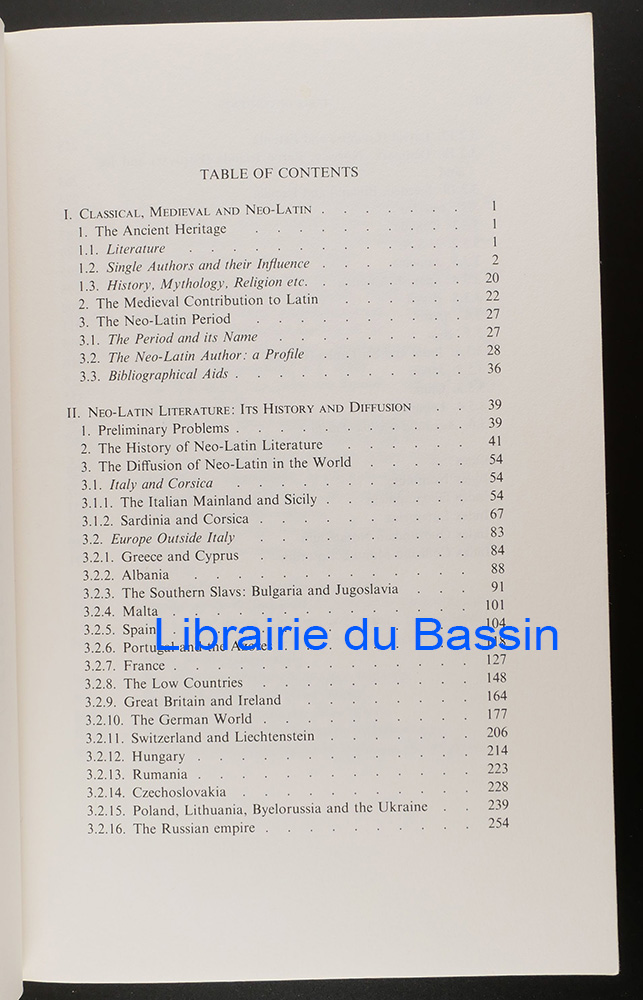 TABLE OF CONTENTS
I. CLASSICAL, MEDIEVAL AND NEO-LATIN . . . . . . . 1
1. The Ancient Heritage . . . . . . . . . . 1
1.1. Literature . . . . . . . . . . . . 1
1.2. Single Authors and their Influence . . . . . . . 2
1.3. History, Mythology, Religion etc. . . . . . . . 20
2. The Medieval Contribution to Latin . . . . . . 22
3. The Neo-Latin Period . . . . . . . . . . 27
3.1. The Period and its Name . . . . . . . . . 27
3.2. The Neo-Latin Author: a Profile . . . . . . . 28
3.3. Bibliographical Aids . . . . . . . . . . . 36
II. NEO-LATIN LITERATURE: ITS HISTORY AND DIFFUSION . . 39
1. Preliminary Problems . . . . . . . . . . . 39
2. The History of Neo-Latin Literature . . . . . . 41
3. The Diffusion of Neo-Latin in the World . . . . . 54
3.1. Italy and Corsica . . . . . . . . . . . 54
3.1.1. The Italian Mainland and Sicily . . . . . . . 54
3.1.2. Sardinia and Corsica . . . . . . . . . . 67
3.2. Europe Outside Italy . . . . . . . . . . 83
3.2.1. Greece and Cyprus . . . . . . . . . . 84
3.2.2. Albania . . . . . . . . . . . . 88
3.2.3. The Southern Slavs: Bulgaria and Jugoslavia . . . 91
3.2.4. Malta . . . . . . . . . . . . . 101
3.2.5. Spain . . . . . . . . . . . . . 104
Librairie du Bassin
3.2.6. Portugal and the Azores . . . . . . . . . 118
3.2.7. France . . . . . . . . . . . . . 127
3.2.8. The Low Countries . . . . . . . . . . 148
3.2.9. Great Britain and Ireland . . . . . . . . 164
3.2.10. The German World . . . . . . . . . . 177
3.2.11. Switzerland and Liechtenstein . . . . . . . 206
3.2.12. Hungary . . . . . . . . . . . . 214
3.2.13. Rumania . . . . . . . . . . . . 223
3.2.14. Czechoslovakia . . . . . . . . . . . 228
3.2.15. Poland, Lithuania, Byelorussia and the Ukraine . . 239
3.2.16. The Russian empire . . . . . . . . . . 254